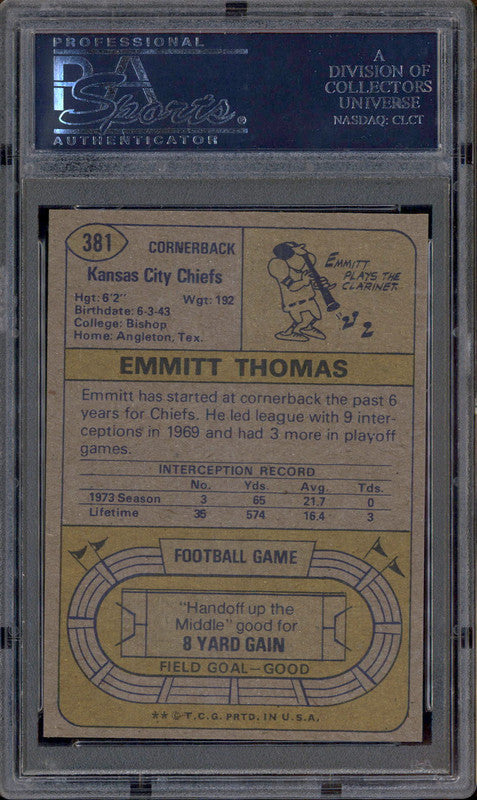 PROFESSIONAL
PSA
Sports
AUTHENTICATOR
A
DIVISION OF
COLLECTORS
UNIVERSE
NASDAQ: CLCT
381
CORNERBACK
Kansas City Chiefs
Hgt: 6'2" Wgt: 192
Birthdate: 6-3-43
College: Bishop
Home: Angleton, Tex.
EMMITT
PLAYS THE
CLARINET.
EMMITT THOMAS
Emmitt has started at cornerback the past 6
years for Chiefs. He led league with 9 inter-
ceptions in 1969 and had 3 more in playoff
games.
INTERCEPTION RECORD
No. Yds. Avg. Tds.
1973 Season 3 65 21.7 0
Lifetime 35 574 16.4 3
FOOTBALL GAME
"Handoff up the
Middle" good for
8 YARD GAIN
FIELD GOAL—GOOD
** © T.C.G. PRTD. IN U.S.A.